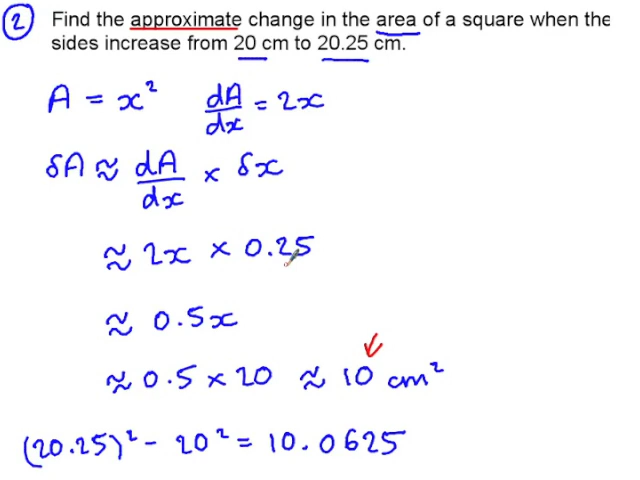 ② Find the approximate change in the area of a square when the
sides increase from 20 cm to 20.25 cm.
A = x² dA/dx = 2x
δA ≈ dA/dx × δx
≈ 2x × 0.25
≈ 0.5x
≈ 0.5 × 20 ≈ 10 cm²
(20.25)² - 20² = 10.0625